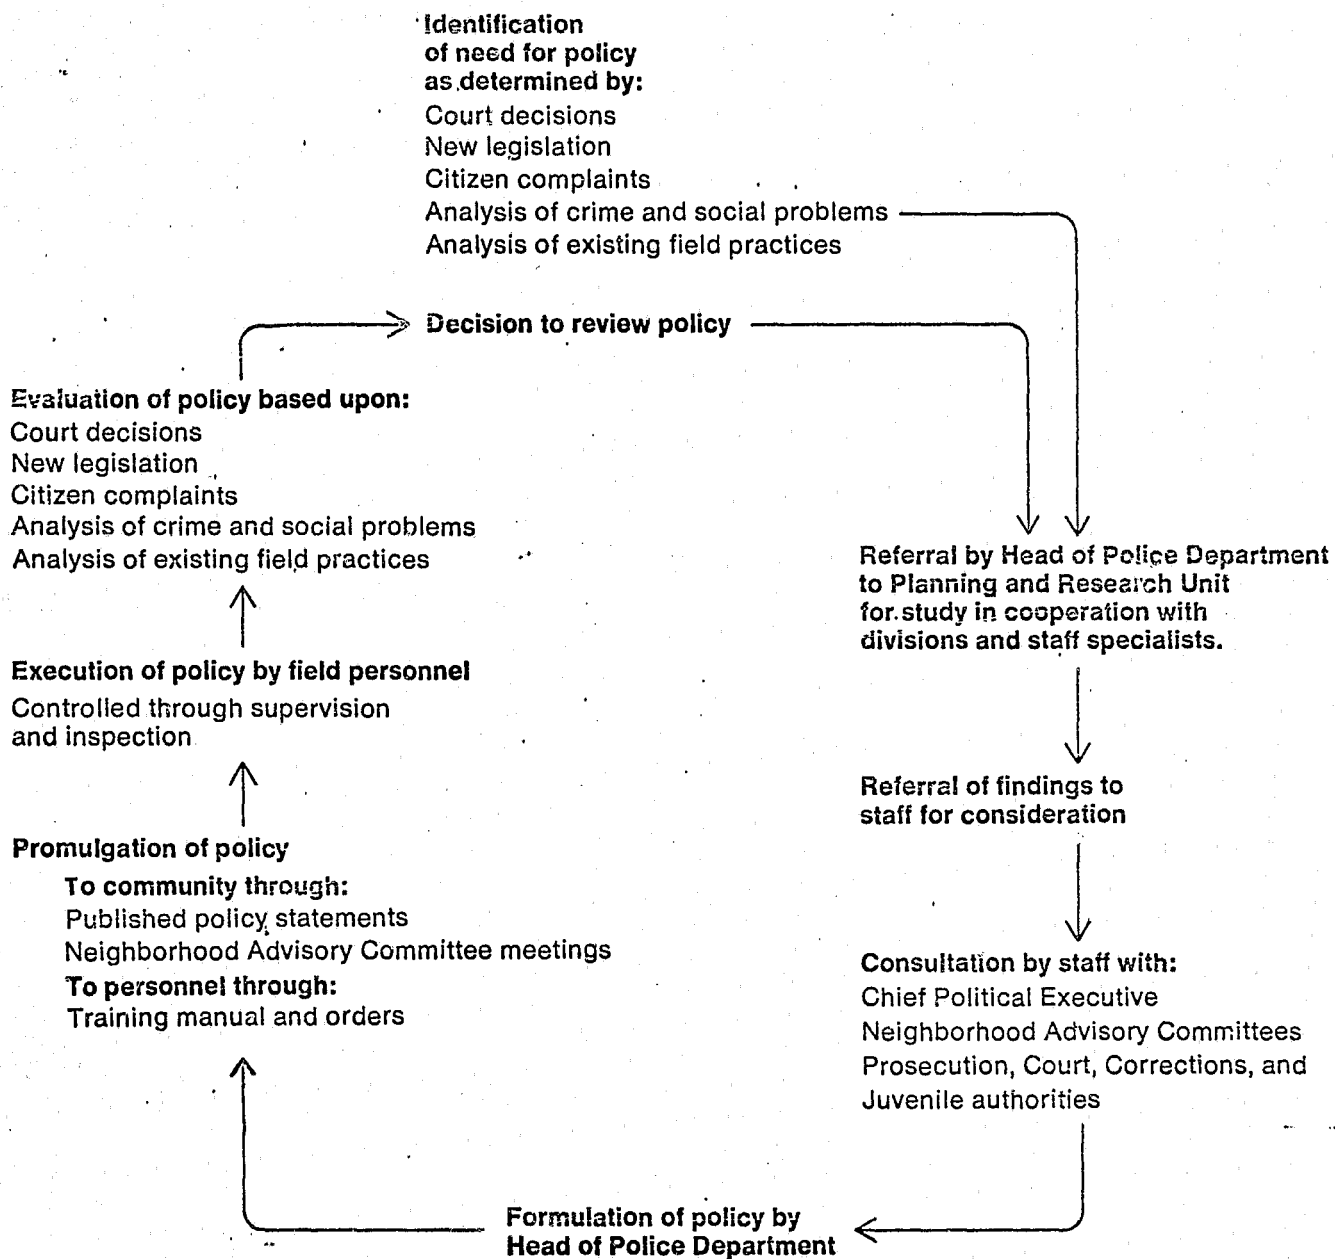 Identification
of need for policy
as determined by:
Court decisions
New legislation
Citizen complaints
Analysis of crime and social problems
Analysis of existing field practices
Decision to review policy
Evaluation of policy based upon:
Court decisions
New legislation
Citizen complaints
Analysis of crime and social problems
Analysis of existing field practices
Referral by Head of Police Department
to Planning and Research Unit
for study in cooperation with
divisions and staff specialists.
Execution of policy by field personnel
Controlled through supervision
and inspection
Referral of findings to
staff for consideration
Promulgation of policy
To community through:
Published policy statements
Neighborhood Advisory Committee meetings
To personnel through:
Training manual and orders
Consultation by staff with:
Chief Political Executive
Neighborhood Advisory Committees
Prosecution, Court, Corrections, and
Juvenile authorities
Formulation of policy by
Head of Police Department